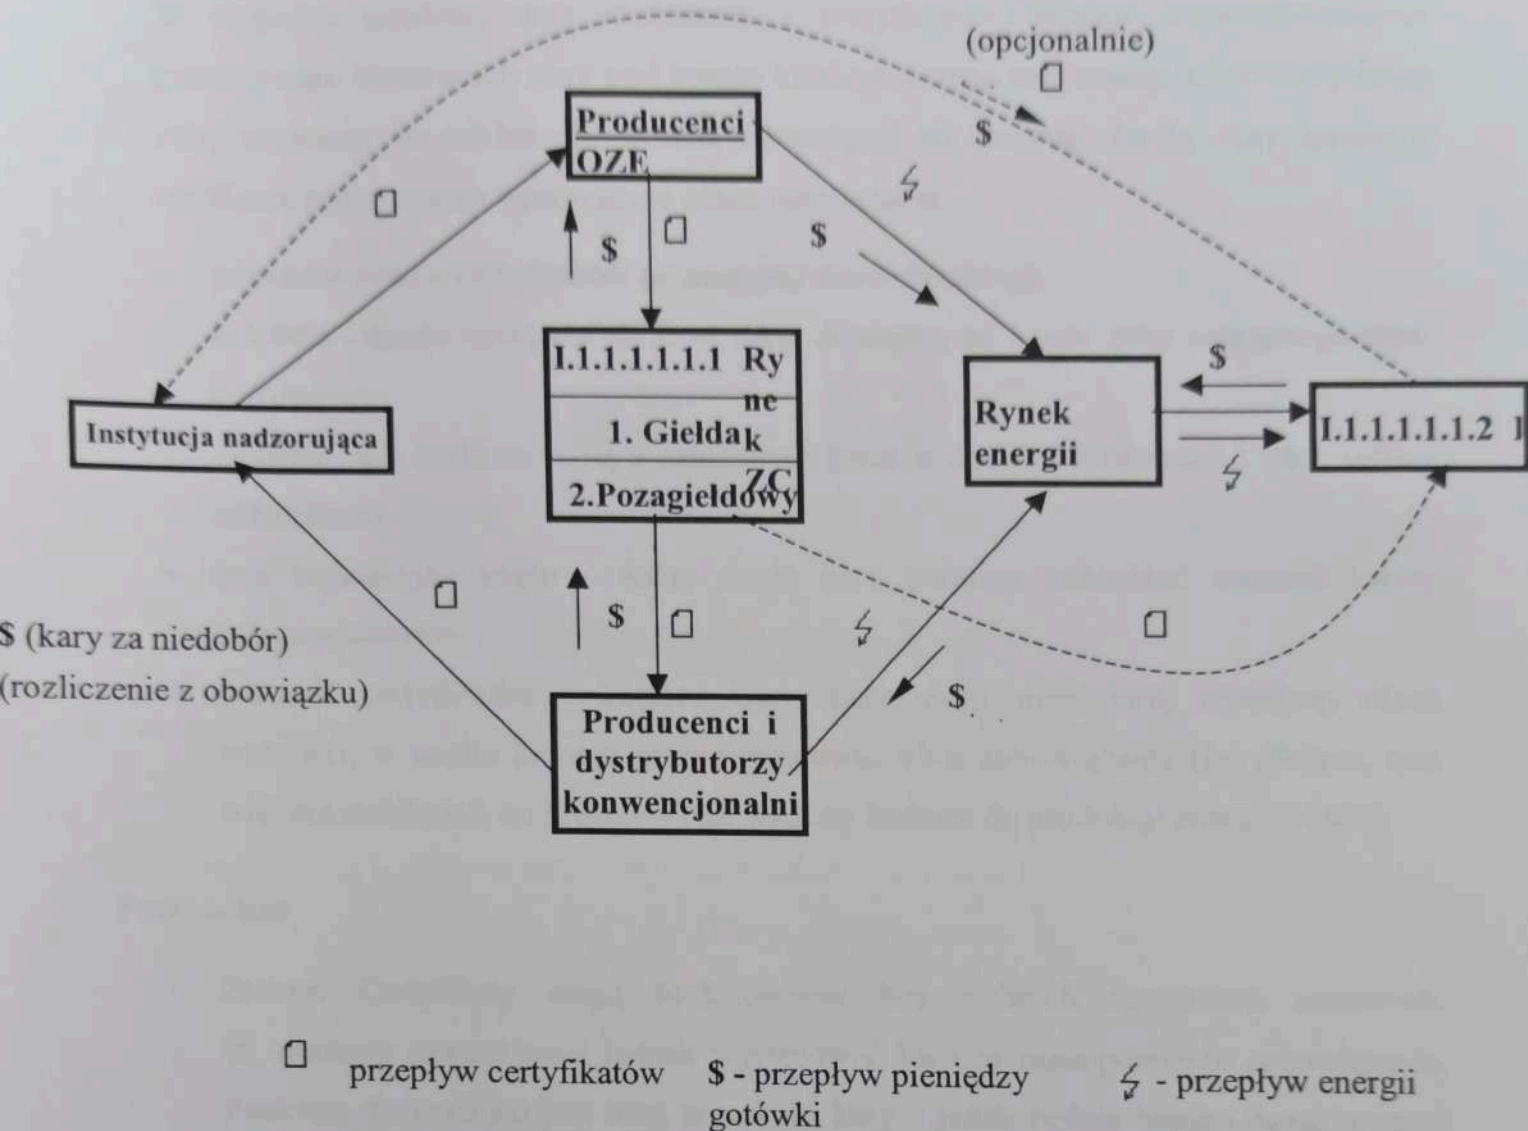 (opcjonalnie)
$
Producenci
OZE
$
$
I.1.1.1.1.1.1 Ry
ne
1. Giełda k
ZC
2.Pozagiełdowy
Instytucja nadzorująca
Rynek
energii
$
I.1.1.1.1.1.2 I
$ (kary za niedobór)
(rozliczenie z obowiązku)
$
$
Producenci i
dystrybutorzy
konwencjonalni
przepływ certyfikatów
$ - przepływ pieniędzy
gotówki
- przepływ energii